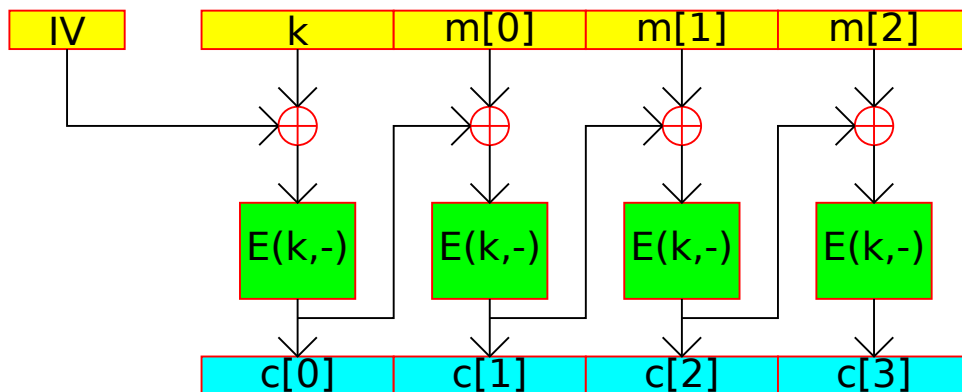 IV k m[0] m[1] m[2]
E(k,-) E(k,-) E(k,-) E(k,-)
c[0] c[1] c[2] c[3]